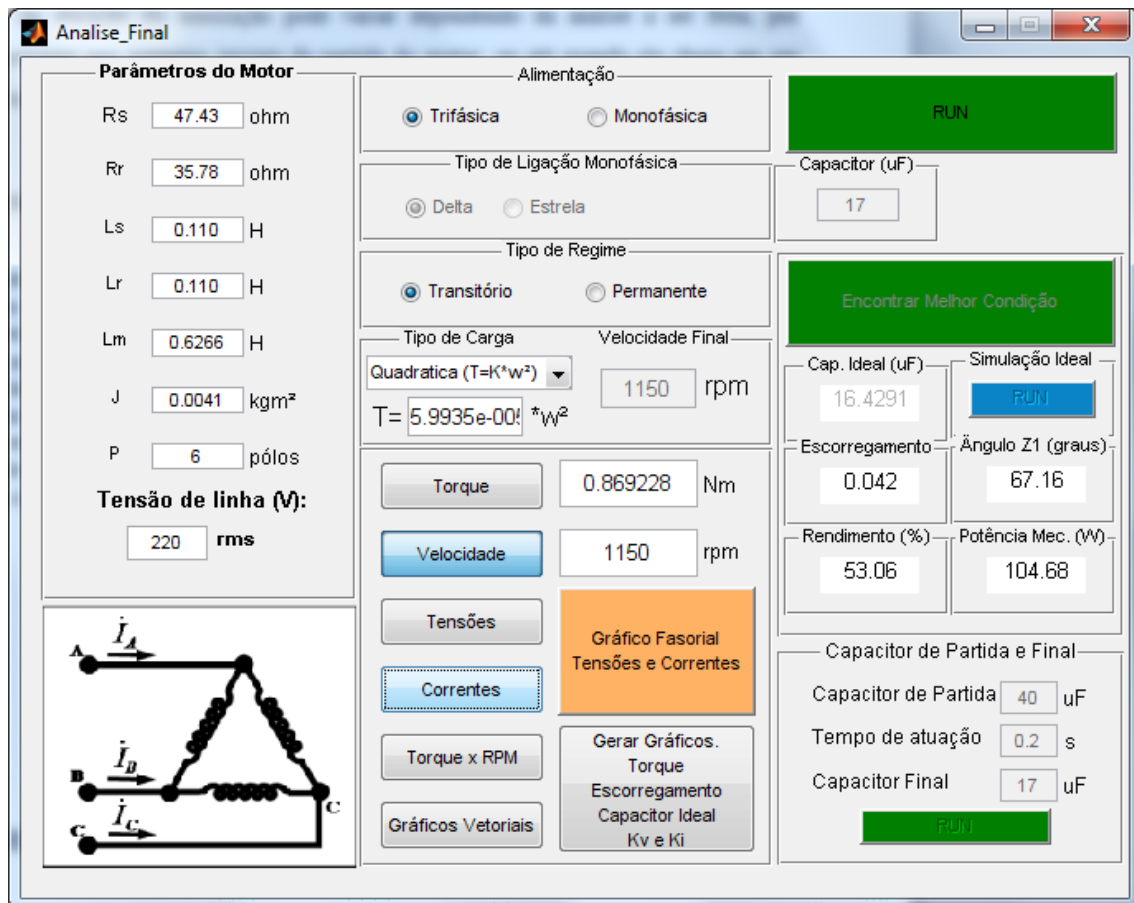 Analise_Final
Parâmetros do Motor
Rs 47.43 ohm
Rr 35.78 ohm
Ls 0.110 H
Lr 0.110 H
Lm 0.6266 H
J 0.0041 kgm²
P 6 pólos
Tensão de linha (V):
220 rms
A
İA
B
İB
C
İC
C
Alimentação
Trifásica Monofásica
Tipo de Ligação Monofásica
Delta Estrela
Tipo de Regime
Transitório Permanente
Tipo de Carga
Quadratica (T=K*w²)
T= 5.9935e-005 *w²
Velocidade Final
1150 rpm
Torque 0.869228 Nm
Velocidade 1150 rpm
Tensões
Correntes
Torque x RPM
Gráficos Vetoriais
Gráfico Fasorial
Tensões e Correntes
Gerar Gráficos.
Torque
Escorregamento
Capacitor Ideal
Kv e Ki
RUN
Capacitor (uF)
17
Encontrar Melhor Condição
Cap. Ideal (uF)
16.4291
Simulação Ideal
RUN
Escorregamento
0.042
Ângulo Z1 (graus)
67.16
Rendimento (%)
53.06
Potência Mec. (W)
104.68
Capacitor de Partida e Final
Capacitor de Partida 40 uF
Tempo de atuação 0.2 s
Capacitor Final 17 uF
RUN